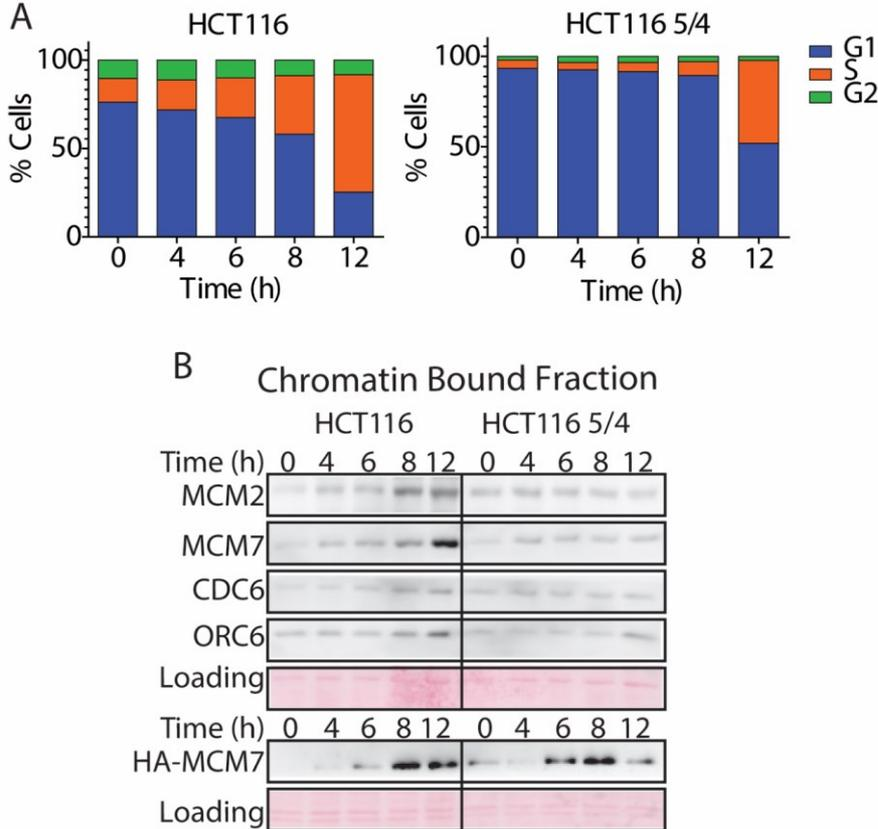 A
HCT116
HCT116 5/4
G1
S
G2
% Cells
100
50
0
0 4 6 8 12
Time (h)
% Cells
100
50
0
0 4 6 8 12
Time (h)
B
Chromatin Bound Fraction
HCT116 HCT116 5/4
Time (h) 0 4 6 8 12 0 4 6 8 12
MCM2
MCM7
CDC6
ORC6
Loading
Time (h) 0 4 6 8 12 0 4 6 8 12
HA-MCM7
Loading